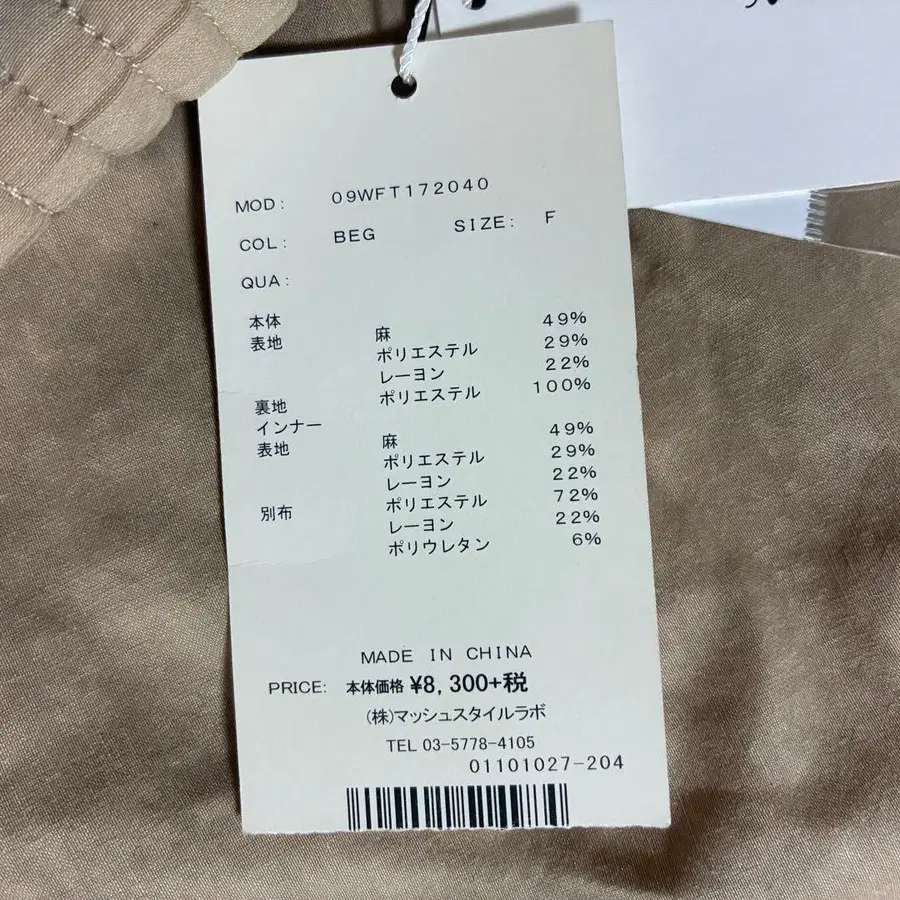 MOD: 09WFT172040
COL: BEG SIZE: F
QUA:
本体
表地 麻 49%
ポリエステル 29%
レーヨン 22%
裏地 ポリエステル 100%
インナー
表地 麻 49%
ポリエステル 29%
レーヨン 22%
別布 ポリエステル 72%
レーヨン 22%
ポリウレタン 6%
MADE IN CHINA
PRICE: 本体価格 ¥8,300+税
(株)マッシュスタイルラボ
TEL 03-5778-4105
01101027-204